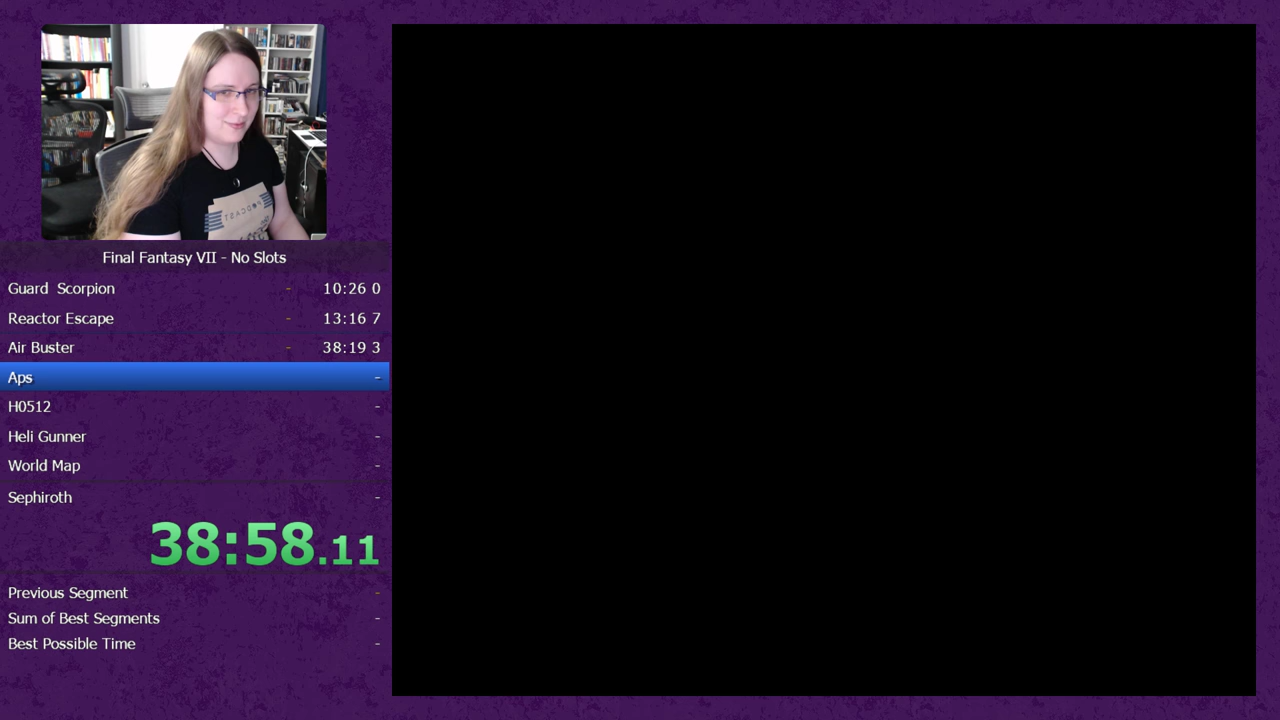 PODCAST
Final Fantasy VII - No Slots
Guard Scorpion - 10:26 0
Reactor Escape - 13:16 7
Air Buster - 38:19 3
Aps -
H0512 -
Heli Gunner -
World Map -
Sephiroth -
38:58.11
Previous Segment -
Sum of Best Segments -
Best Possible Time -